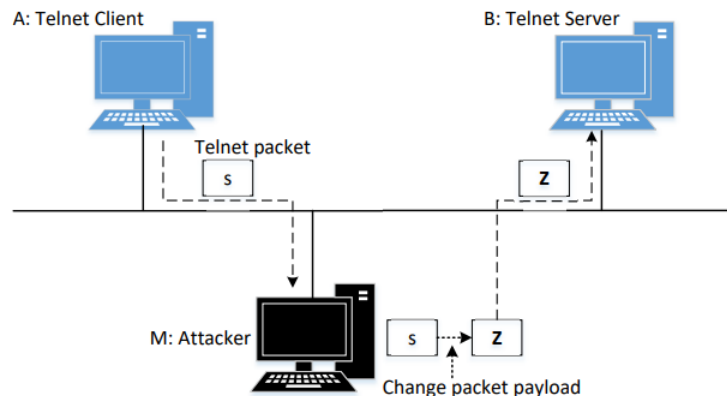 A: Telnet Client
B: Telnet Server
Telnet packet
s
Z
M: Attacker
s
Z
Change packet payload